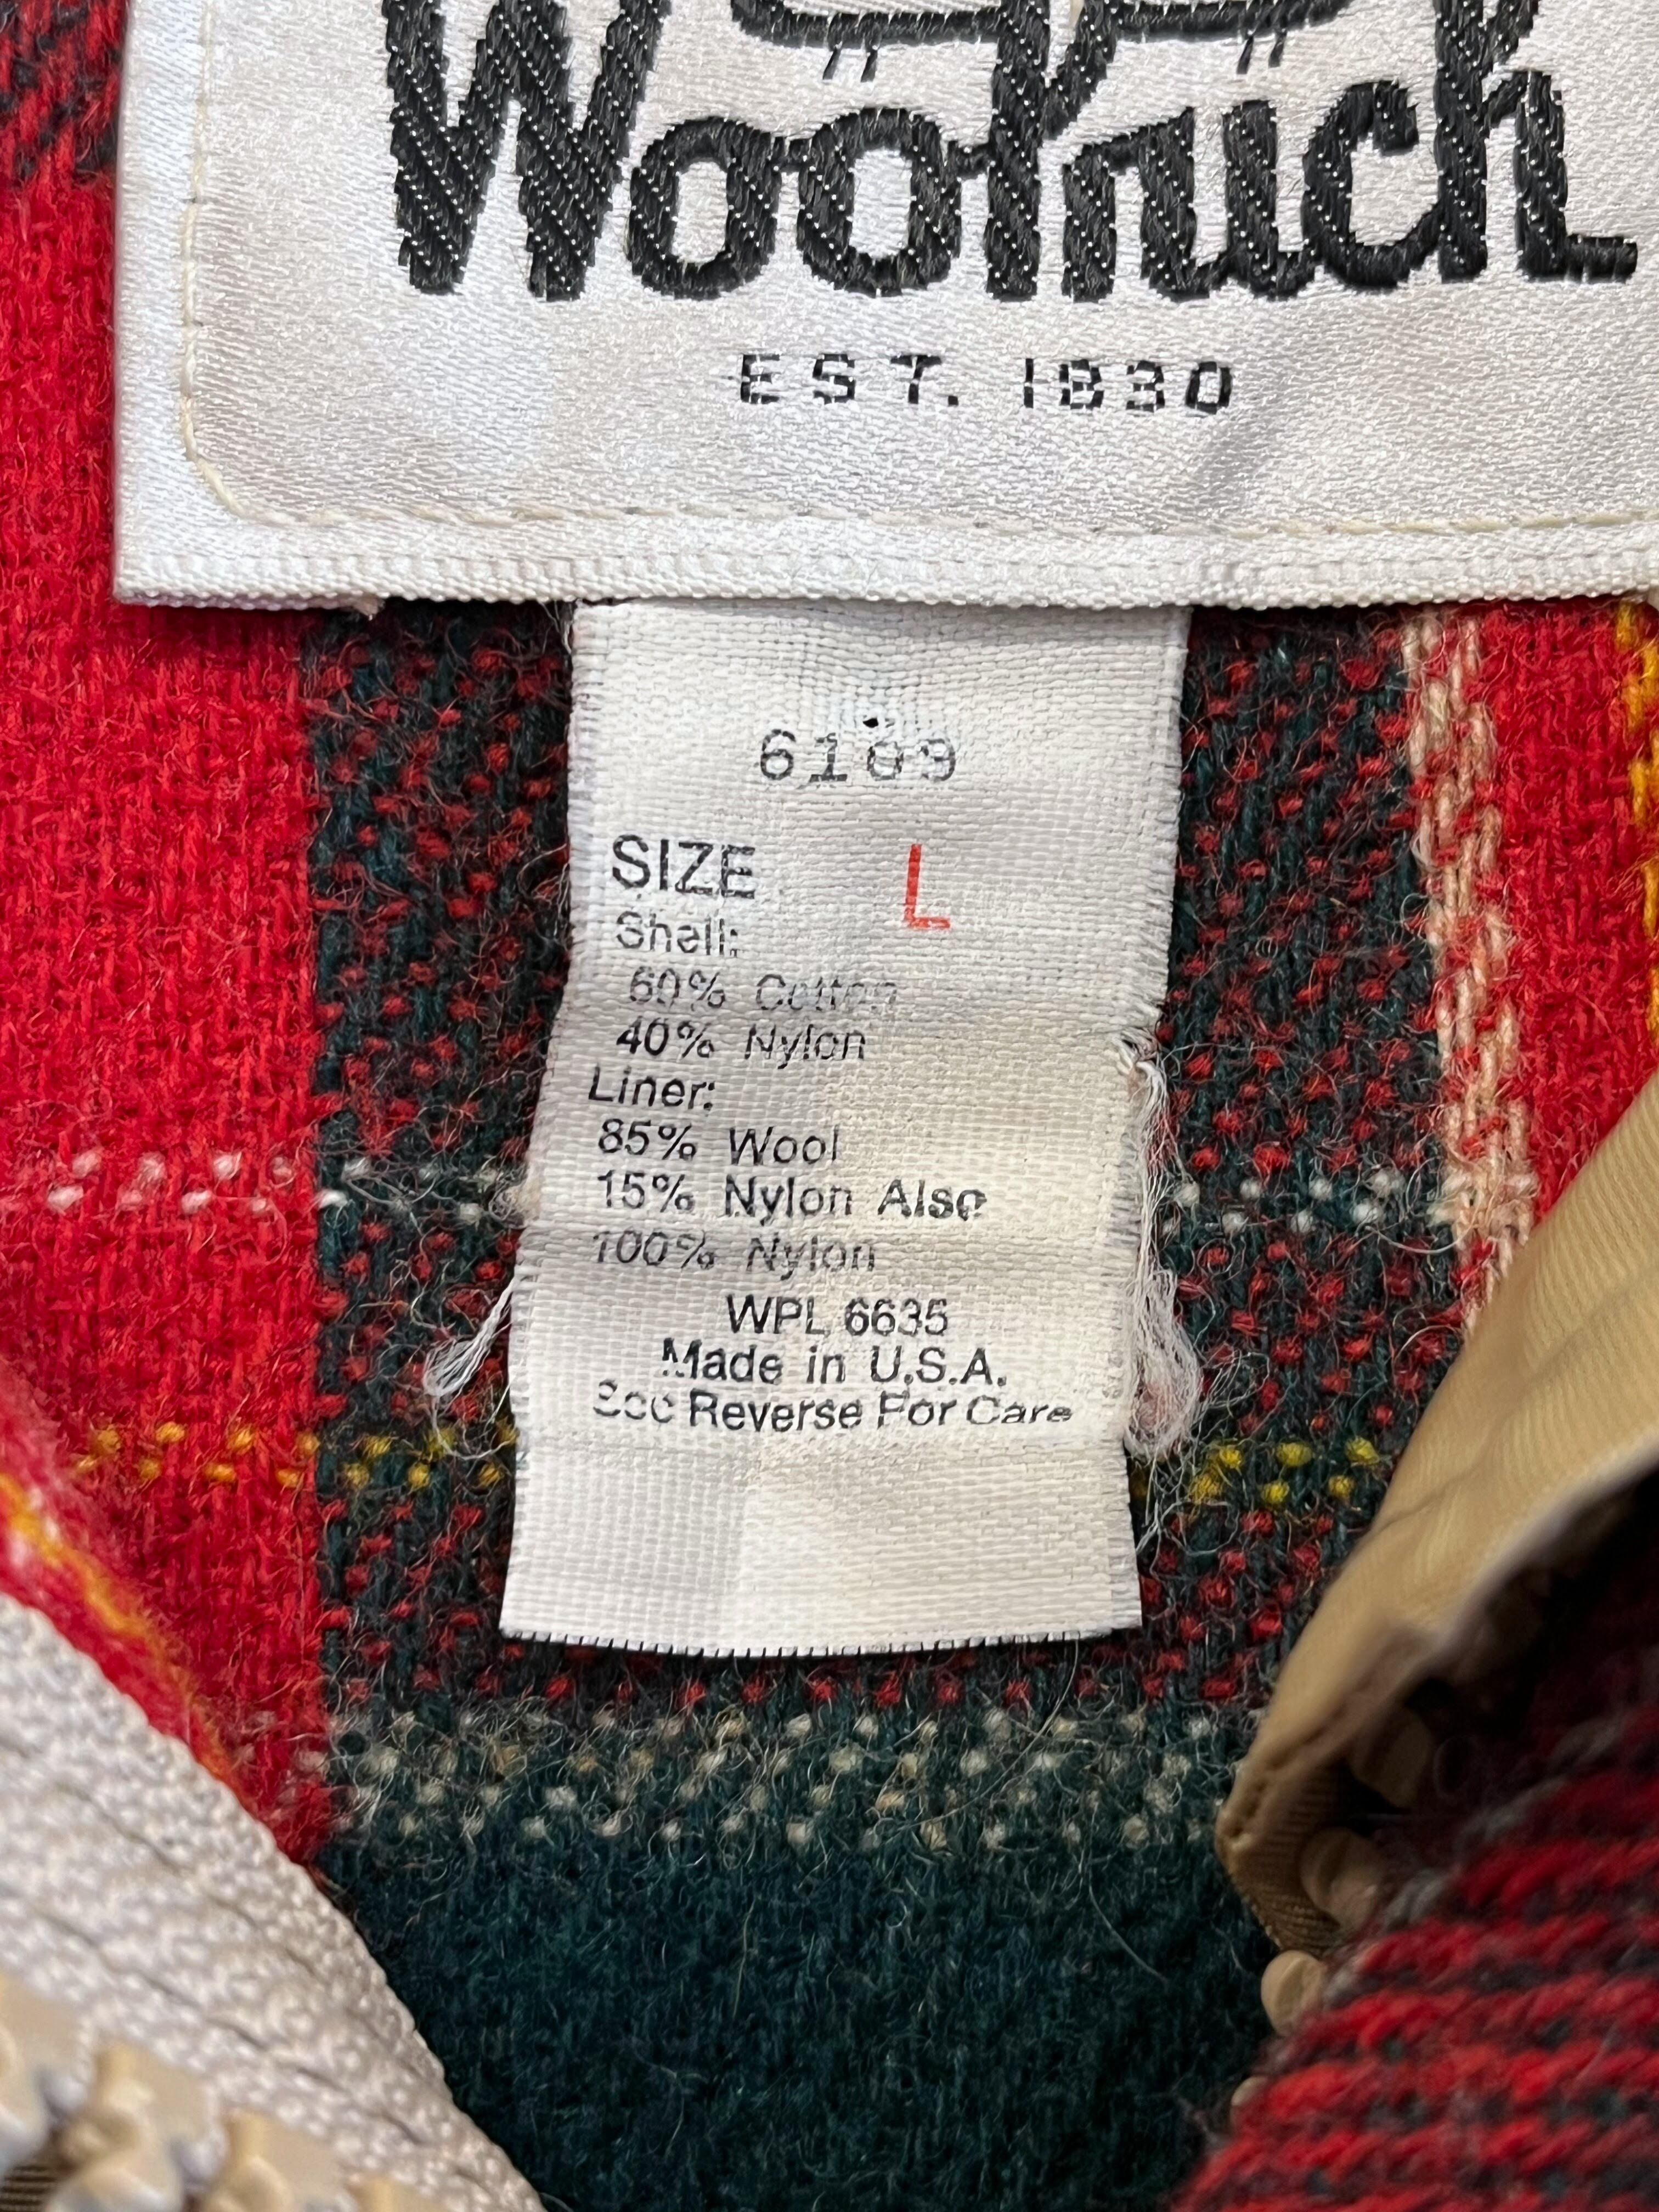 Woolrich
EST. 1830
6109
SIZE L
Shell:
60% Cotton
40% Nylon
Liner:
85% Wool
15% Nylon Also
100% Nylon
WPL 6635
Made in U.S.A.
See Reverse For Care